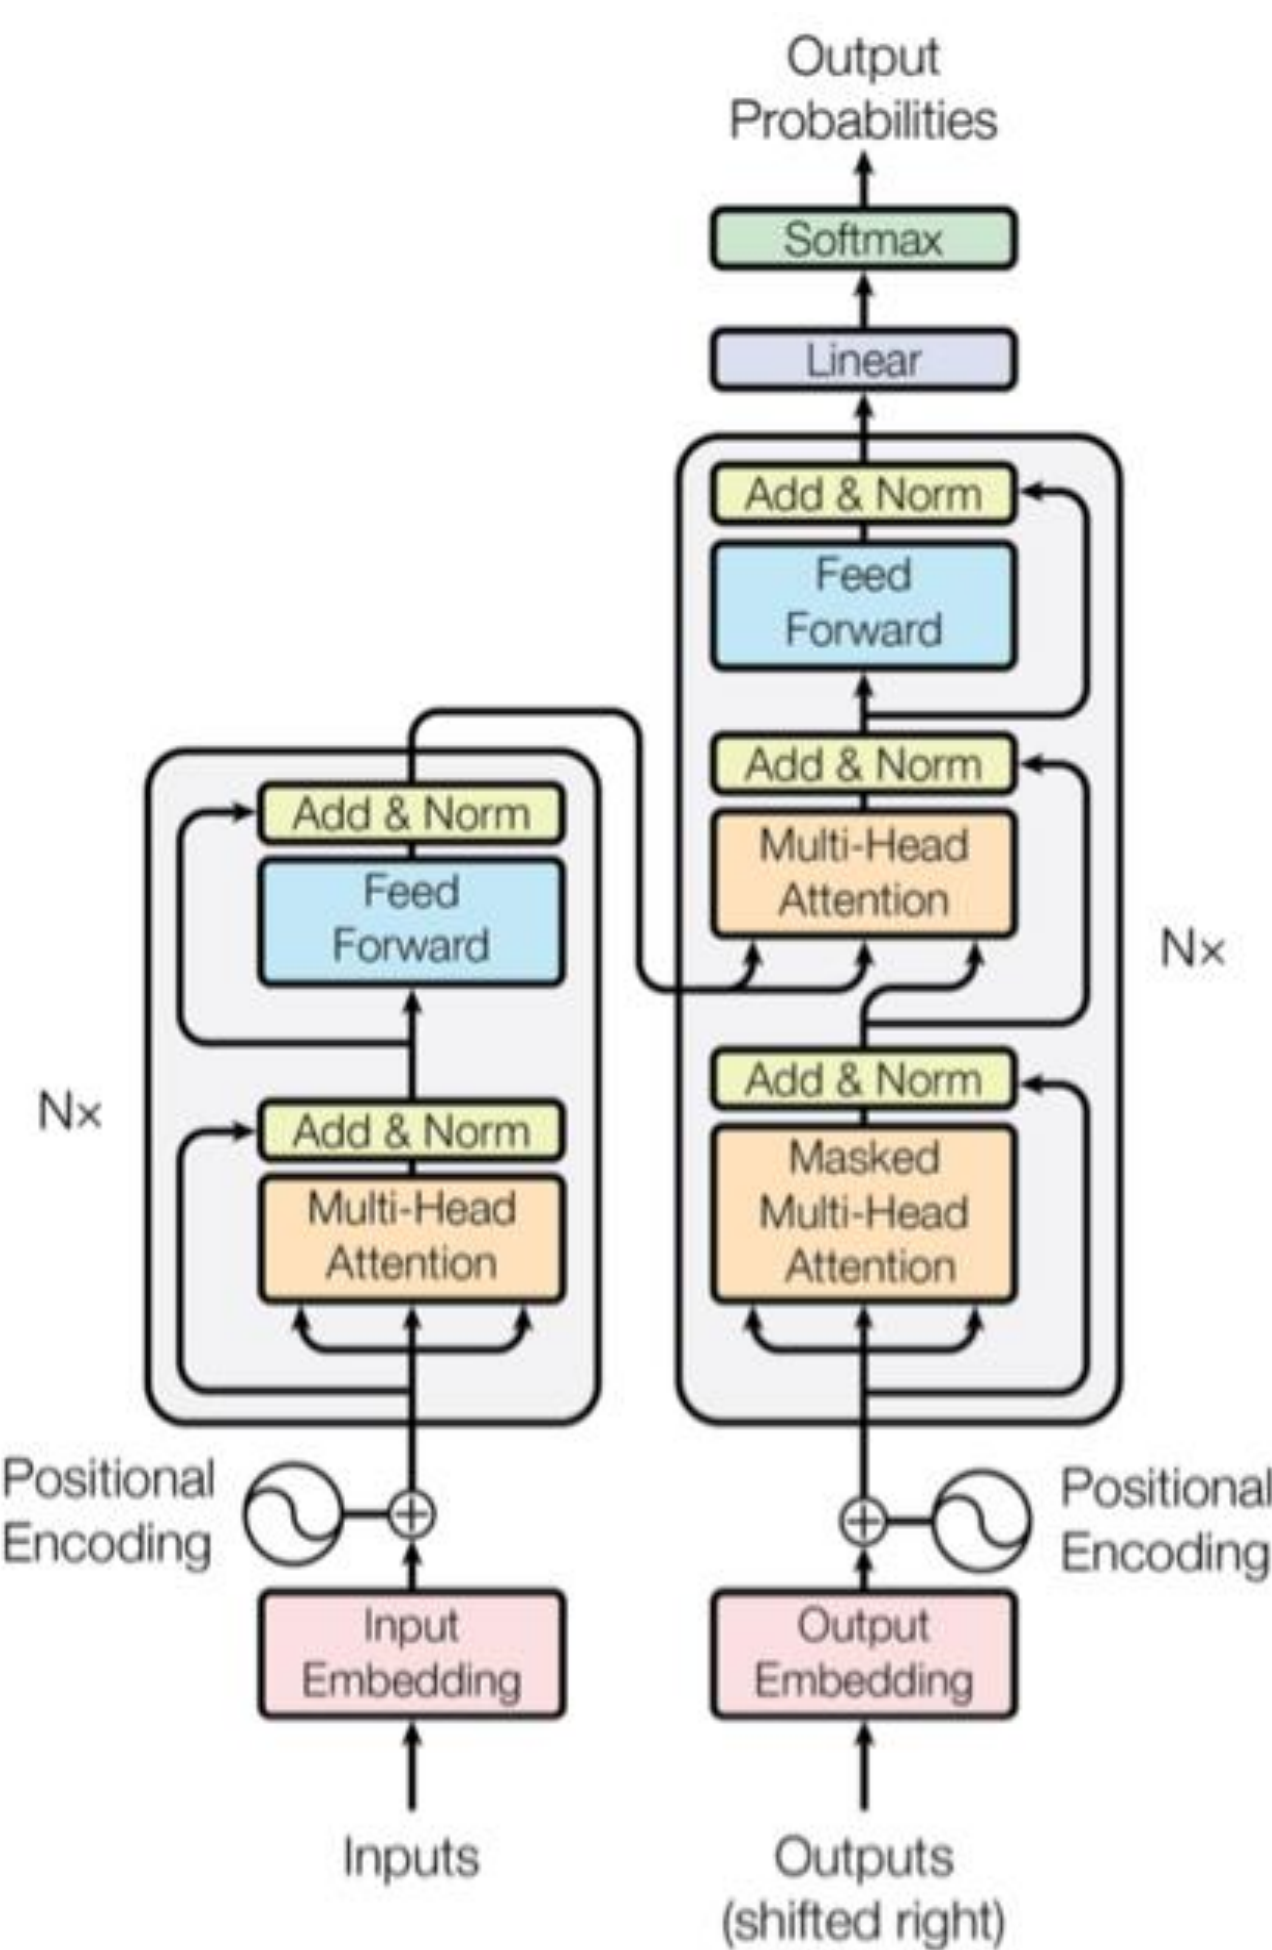 Output
Probabilities
Softmax
Linear
Add & Norm
Feed
Forward
Add & Norm
Multi-Head
Attention
Nx
Add & Norm
Masked
Multi-Head
Attention
Add & Norm
Feed
Forward
Nx
Add & Norm
Multi-Head
Attention
Positional
Encoding
Positional
Encoding
Input
Embedding
Output
Embedding
Inputs
Outputs
(shifted right)